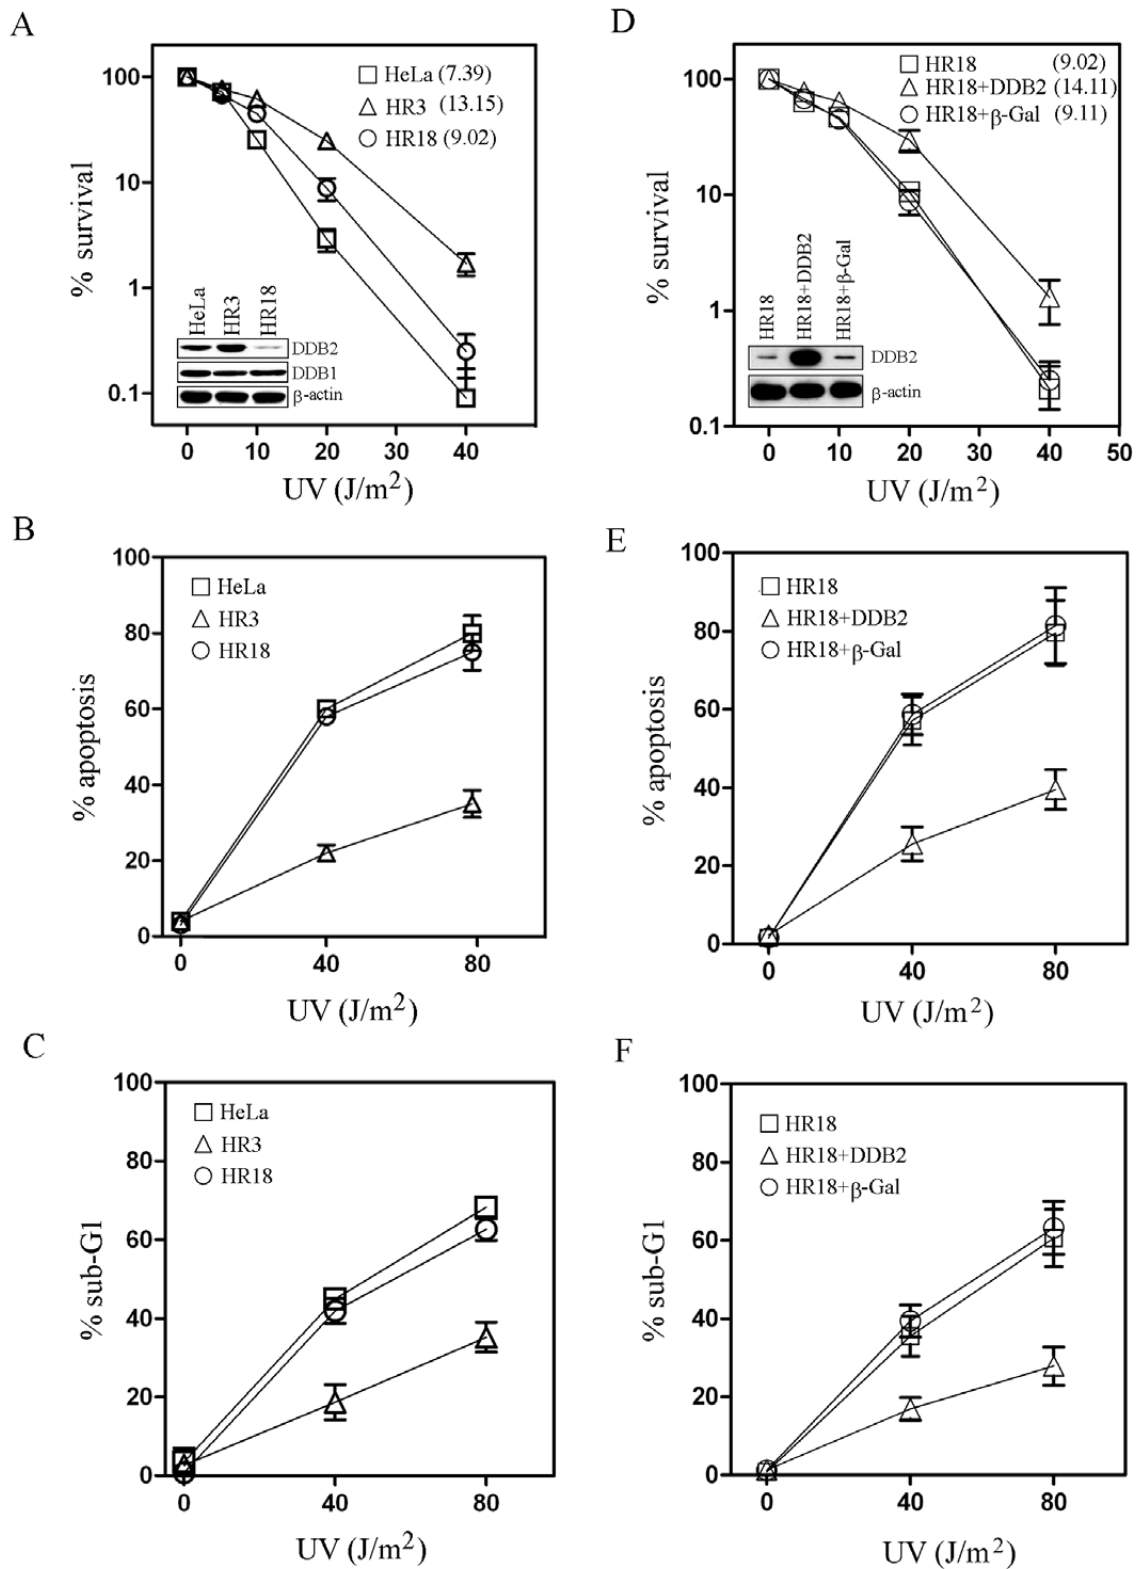 A
100
10
1
0.1
% survival
HeLa (7.39)
HR3 (13.15)
HR18 (9.02)
HeLa
HR3
HR18
DDB2
DDB1
β-actin
0
10
20
30
40
UV (J/m2)
D
100
10
1
0.1
% survival
HR18 (9.02)
HR18+DDB2 (14.11)
HR18+β-Gal (9.11)
HR18
HR18+DDB2
HR18+β-Gal
DDB2
β-actin
0
10
20
30
40
50
UV (J/m2)
B
100
80
60
40
20
0
% apoptosis
HeLa
HR3
HR18
0
40
80
UV (J/m2)
E
100
80
60
40
20
0
% apoptosis
HR18
HR18+DDB2
HR18+β-Gal
0
40
80
UV (J/m2)
C
100
80
60
40
20
0
% sub-G1
HeLa
HR3
HR18
0
40
80
UV (J/m2)
F
100
80
60
40
20
0
% sub-G1
HR18
HR18+DDB2
HR18+β-Gal
0
40
80
UV (J/m2)